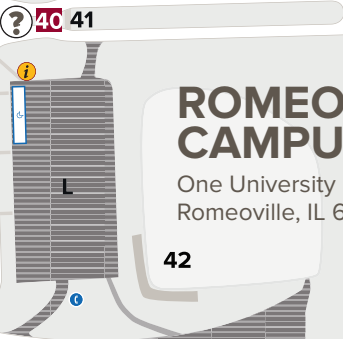 ? 40 41
i
ROMEO
CAMPU
One University
Romeoville, IL 6
L
42